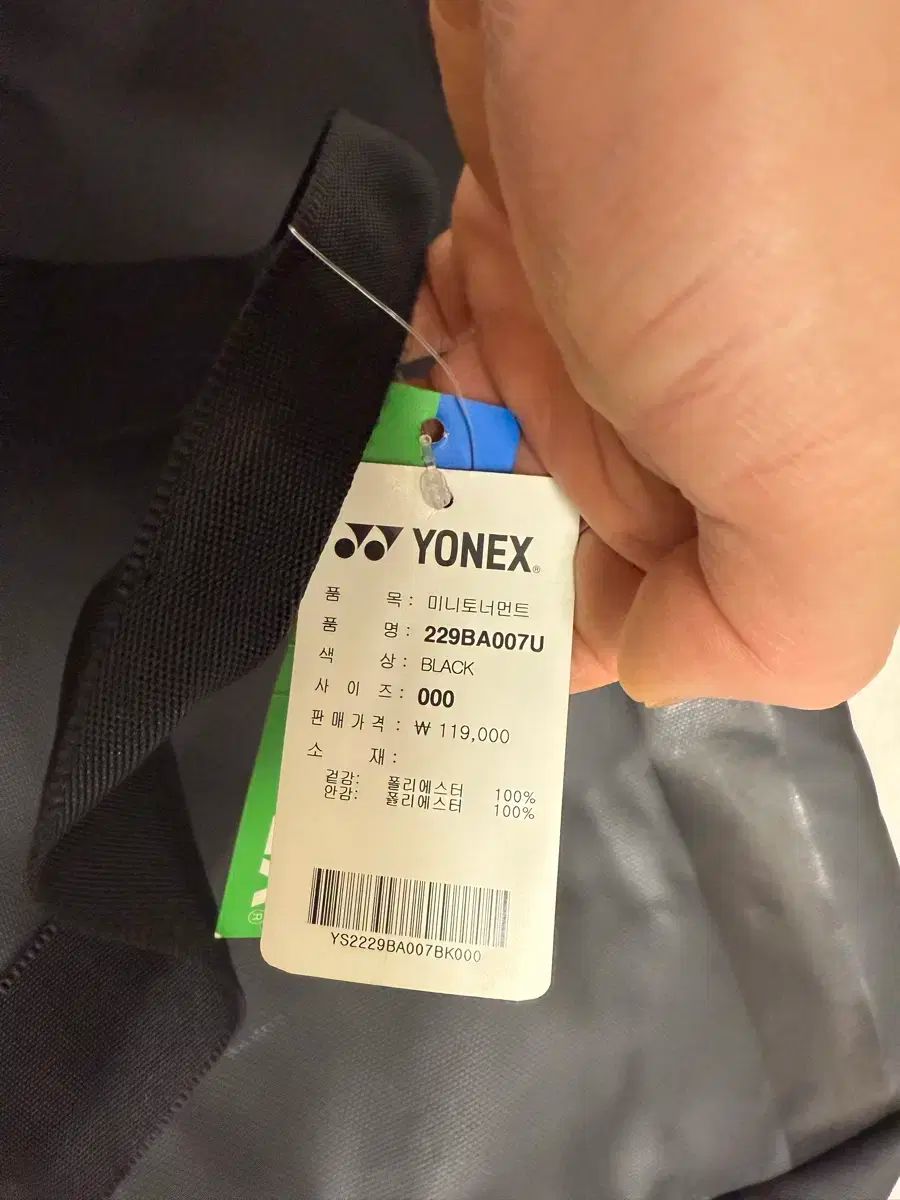 YONEX®
품 목 : 미니토너먼트
품 명 : 229BA007U
색 상 : BLACK
사 이 즈 : 000
판 매 가 격 : ₩ 119,000
소 재 :
겉감: 폴리에스터 100%
안감: 폴리에스터 100%
YS2229BA007BK000